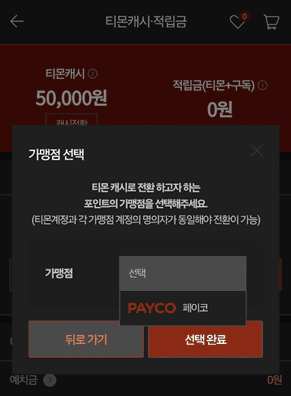 티몬캐시·적립금
0
티몬캐시
50,000원
캐시전환
적립금(티몬+구독)
0원
가맹점 선택
티몬 캐시로 전환 하고자 하는
포인트의 가맹점을 선택해주세요.
(티몬계정과 각 가맹점 계정의 명의자가 동일해야 전환이 가능)
가맹점
선택
PAYCO 페이코
뒤로 가기
선택 완료
예치금 ?
0원